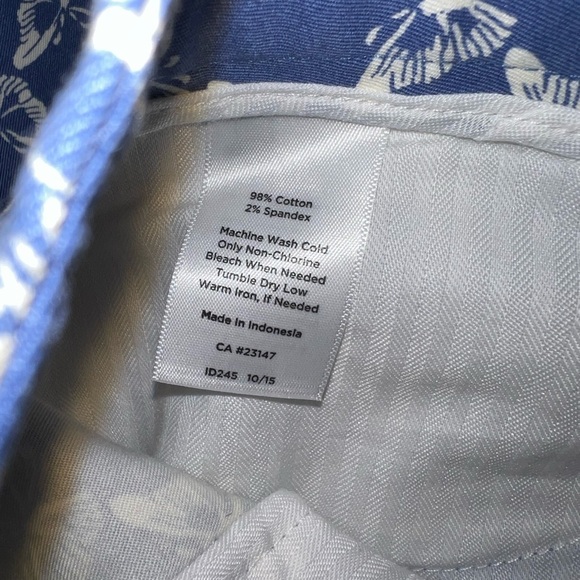 98% Cotton
2% Spandex
Machine Wash Cold
Only Non-Chlorine
Bleach When Needed
Tumble Dry Low
Warm Iron, If Needed
Made in Indonesia
CA #23147
ID245 10/15